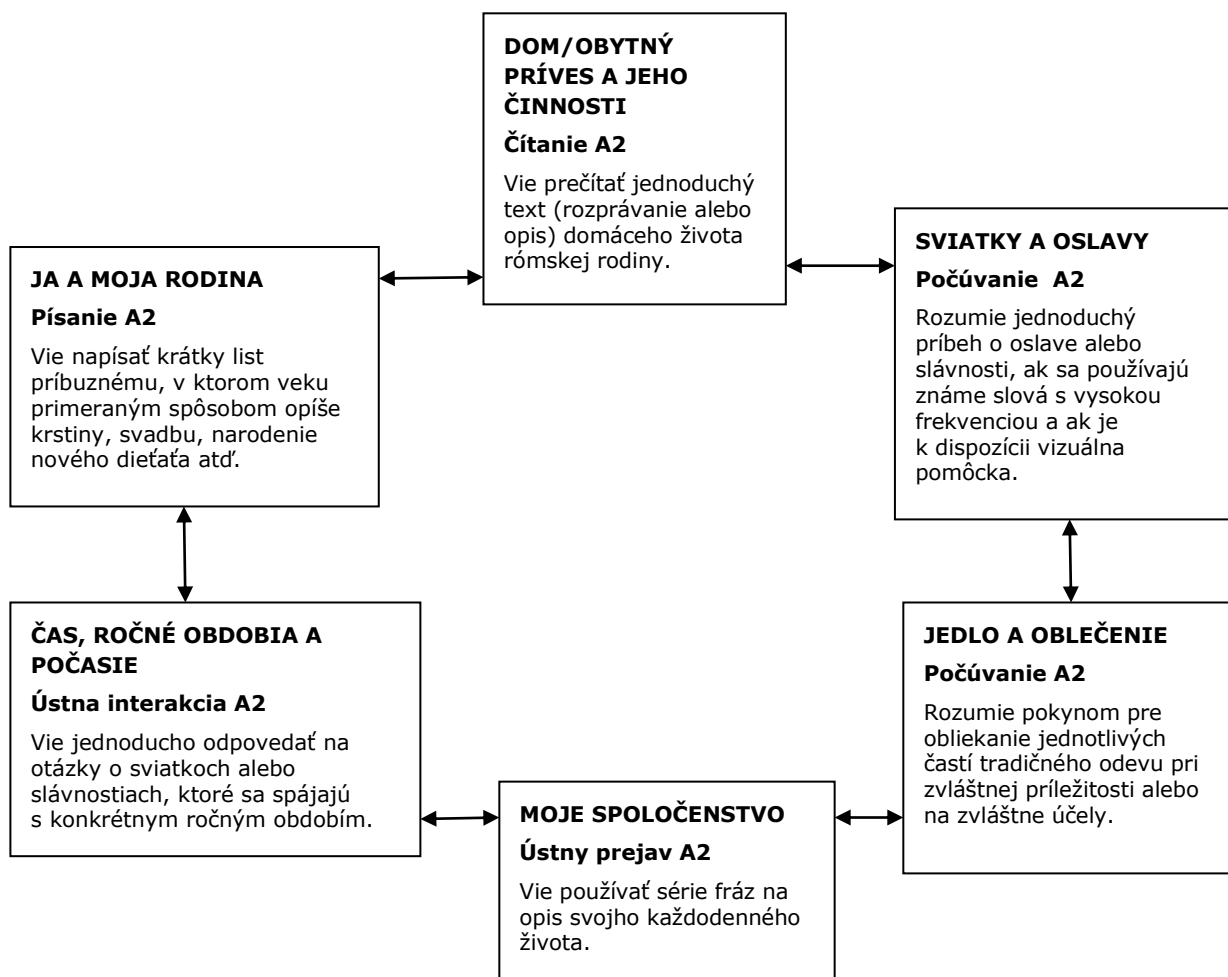 DOM/OBYTNÝ
PRÍVES A JEHO
ČINNOSTI
Čítanie A2
Vie prečítať jednoduchý
text (rozprávanie alebo
opis) domáceho života
rómskej rodiny.
SVIATKY A OSLAVY
Počúvanie  A2
Rozumie jednoduchý
príbeh o oslave alebo
slávnosti, ak sa používajú
známe slová s vysokou
frekvenciou a ak je
k dispozícii vizuálna
pomôcka.
JA A MOJA RODINA
Písanie A2
Vie napísať krátky list
príbuznému, v ktorom veku
primeraným spôsobom opíše
krstiny, svadbu, narodenie
nového dieťaťa atď.
ČAS, ROČNÉ OBDOBIA A
POČASIE
Ústna interakcia A2
Vie jednoducho odpovedať na
otázky o sviatkoch alebo
slávnostiach, ktoré sa spájajú
s konkrétnym ročným obdobím.
JEDLO A OBLEČENIE
Počúvanie A2
Rozumie pokynom pre
obliekanie jednotlivých
častí tradičného odevu pri
zvláštnej príležitosti alebo
na zvláštne účely.
MOJE SPOLOČENSTVO
Ústny prejav A2
Vie používať série fráz na
opis svojho každodenného
života.